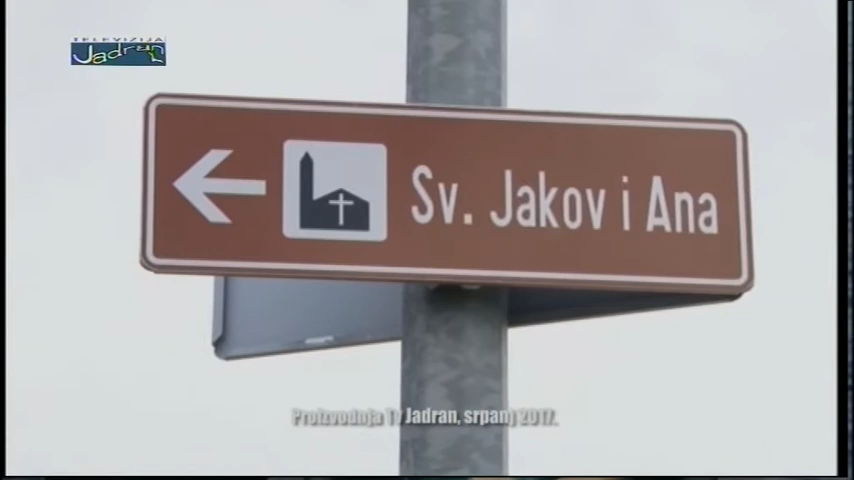 TELEVIZIJA
Jadran
Sv. Jakov i Ana
Proizvodnja TV Jadran, srpanj 2017.